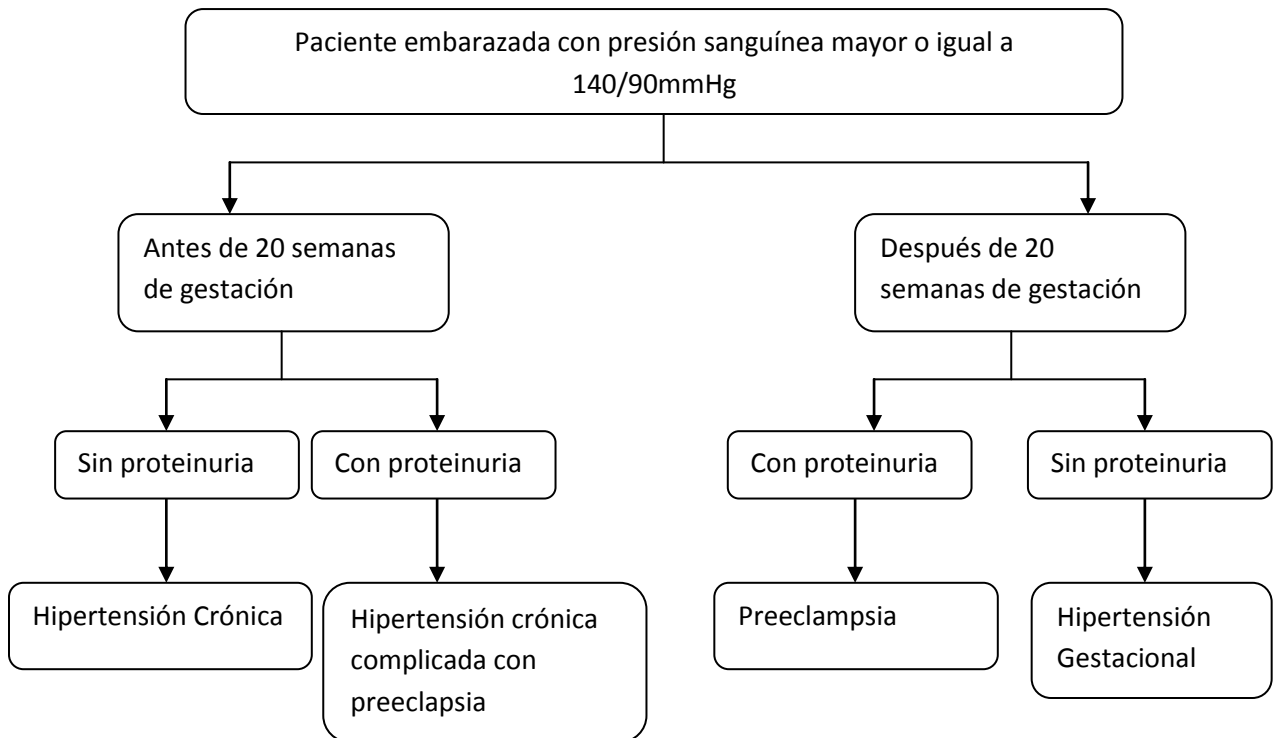 Paciente embarazada con presión sanguínea mayor o igual a
140/90mmHg
Antes de 20 semanas
de gestación
Después de 20
semanas de gestación
Sin proteinuria
Con proteinuria
Con proteinuria
Sin proteinuria
Hipertensión Crónica
Hipertensión crónica
complicada con
preeclapsia
Preeclampsia
Hipertensión
Gestacional